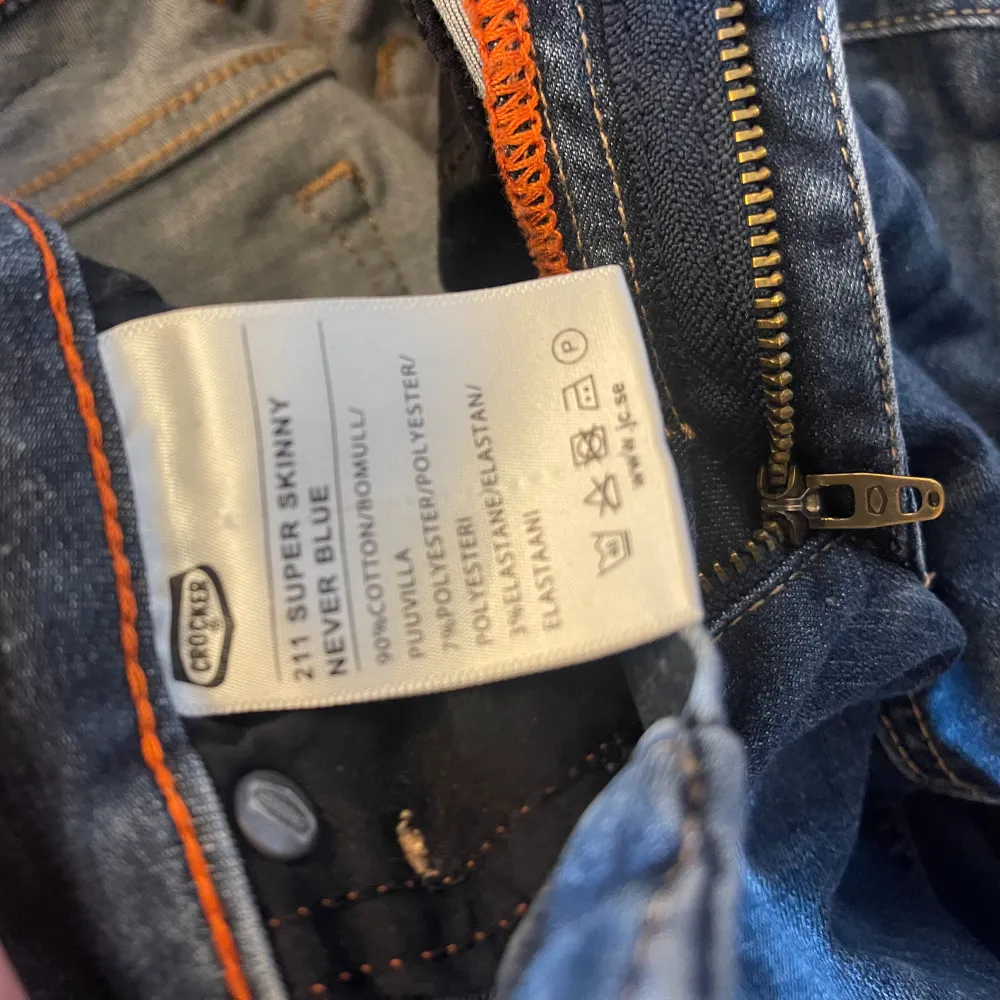 CROCKER
211 SUPER SKINNY
NEVER BLUE
90%COTTON/BOMULL/
PUUVILLA
7%POLYESTER/POLYESTER/
POLYESTERI
3%ELASTANE/ELASTAN/
ELASTAANI
P
www.jc.se